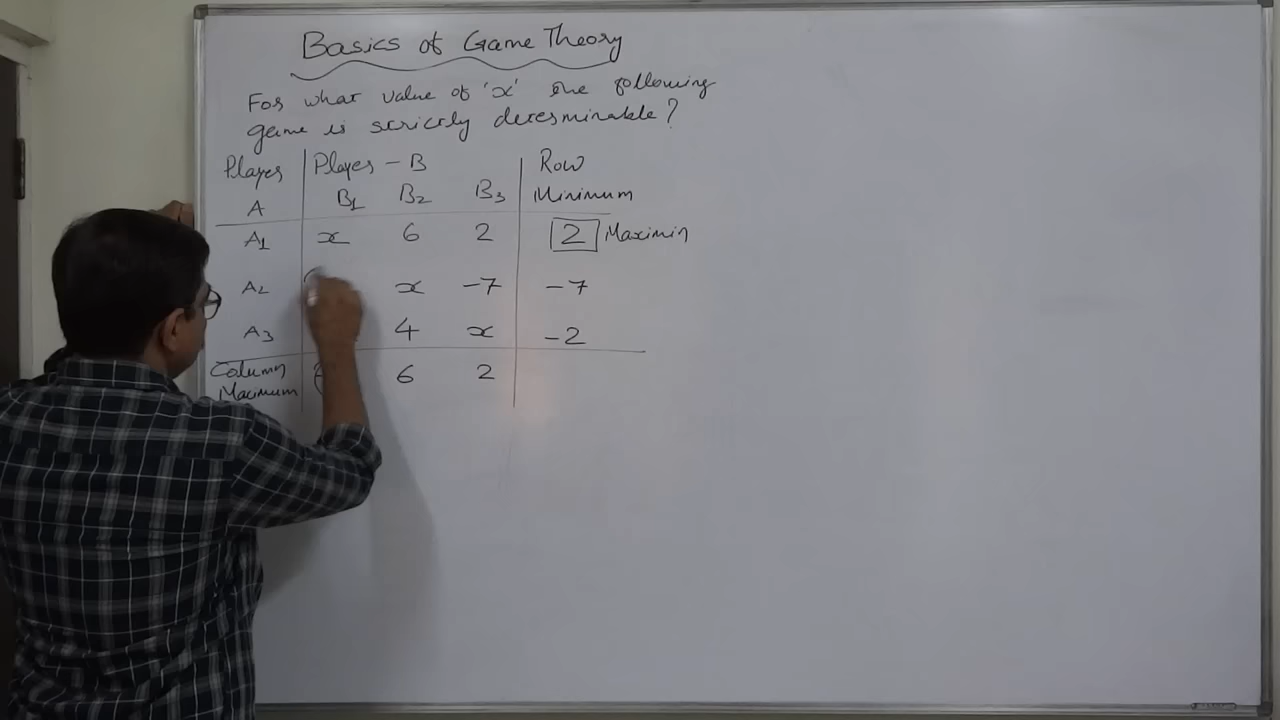 Basics of Game Theory
For what value of 'x' the following
game is strictly determinable?
Player Player - B Row
A B1 B2 B3 Minimum
A1 x 6 2 2 Maximin
A2 x -7 -7
A3 4 x -2
Column
Maximum 6 2